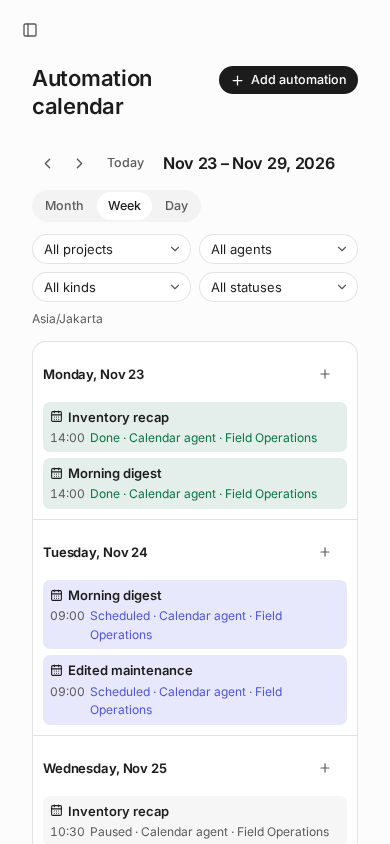 Automation
calendar
Add automation
Today
Nov 23 – Nov 29, 2026
Month Week Day
All projects
All agents
All kinds
All statuses
Asia/Jakarta
Monday, Nov 23
Inventory recap
14:00 Done · Calendar agent · Field Operations
Morning digest
14:00 Done · Calendar agent · Field Operations
Tuesday, Nov 24
Morning digest
09:00 Scheduled · Calendar agent · Field
Operations
Edited maintenance
09:00 Scheduled · Calendar agent · Field
Operations
Wednesday, Nov 25
Inventory recap
10:30 Paused · Calendar agent · Field Operations